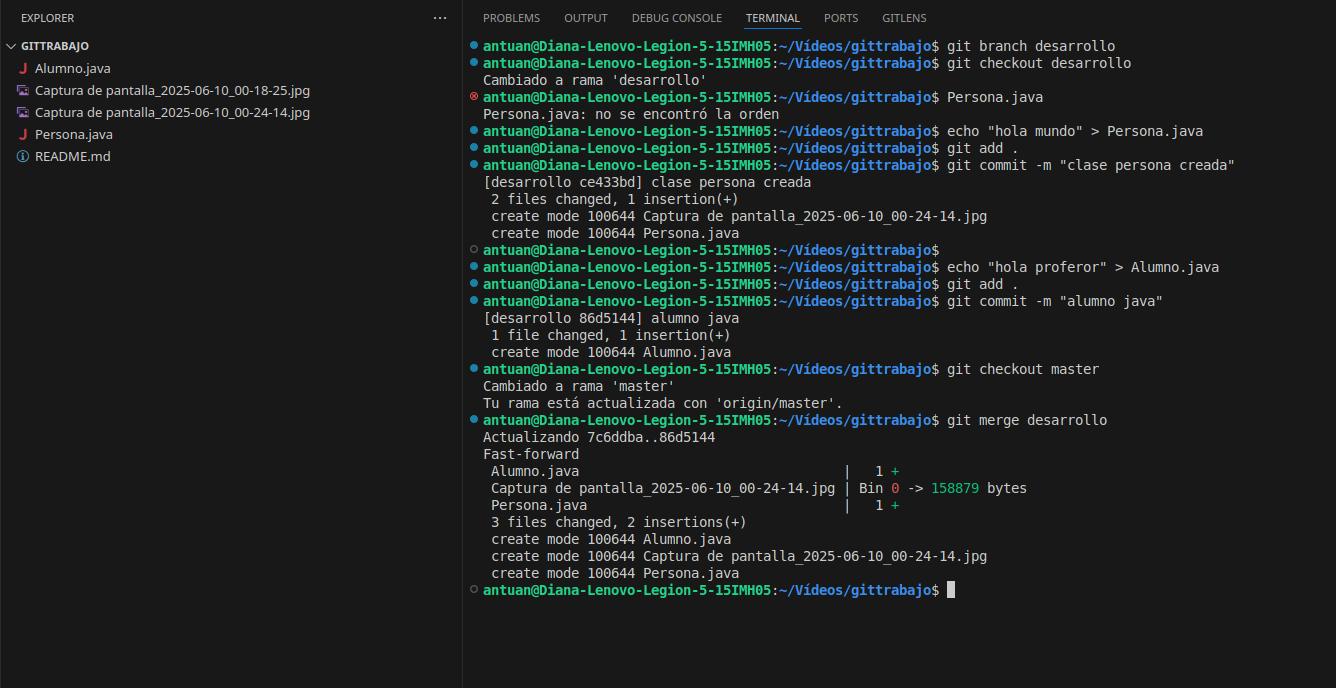 EXPLORER
GITTRABAJO
Alumno.java
Captura de pantalla_2025-06-10_00-18-25.jpg
Captura de pantalla_2025-06-10_00-24-14.jpg
Persona.java
README.md
PROBLEMS OUTPUT DEBUG CONSOLE TERMINAL PORTS GITLENS
antuan@Diana-Lenovo-Legion-5-15IMH05:~/Vídeos/gittrabajo$ git branch desarrollo
antuan@Diana-Lenovo-Legion-5-15IMH05:~/Vídeos/gittrabajo$ git checkout desarrollo
Cambiado a rama 'desarrollo'
antuan@Diana-Lenovo-Legion-5-15IMH05:~/Vídeos/gittrabajo$ Persona.java
Persona.java: no se encontró la orden
antuan@Diana-Lenovo-Legion-5-15IMH05:~/Vídeos/gittrabajo$ echo "hola mundo" > Persona.java
antuan@Diana-Lenovo-Legion-5-15IMH05:~/Vídeos/gittrabajo$ git add .
antuan@Diana-Lenovo-Legion-5-15IMH05:~/Vídeos/gittrabajo$ git commit -m "clase persona creada"
[desarrollo ce433bd] clase persona creada
2 files changed, 1 insertion(+)
create mode 100644 Captura de pantalla_2025-06-10_00-24-14.jpg
create mode 100644 Persona.java
antuan@Diana-Lenovo-Legion-5-15IMH05:~/Vídeos/gittrabajo$
antuan@Diana-Lenovo-Legion-5-15IMH05:~/Vídeos/gittrabajo$ echo "hola proferor" > Alumno.java
antuan@Diana-Lenovo-Legion-5-15IMH05:~/Vídeos/gittrabajo$ git add .
antuan@Diana-Lenovo-Legion-5-15IMH05:~/Vídeos/gittrabajo$ git commit -m "alumno java"
[desarrollo 86d5144] alumno java
1 file changed, 1 insertion(+)
create mode 100644 Alumno.java
antuan@Diana-Lenovo-Legion-5-15IMH05:~/Vídeos/gittrabajo$ git checkout master
Cambiado a rama 'master'
Tu rama está actualizada con 'origin/master'.
antuan@Diana-Lenovo-Legion-5-15IMH05:~/Vídeos/gittrabajo$ git merge desarrollo
Actualizando 7c6ddba..86d5144
Fast-forward
Alumno.java | 1 +
Captura de pantalla_2025-06-10_00-24-14.jpg | Bin 0 -> 158879 bytes
Persona.java | 1 +
3 files changed, 2 insertions(+)
create mode 100644 Alumno.java
create mode 100644 Captura de pantalla_2025-06-10_00-24-14.jpg
create mode 100644 Persona.java
antuan@Diana-Lenovo-Legion-5-15IMH05:~/Vídeos/gittrabajo$